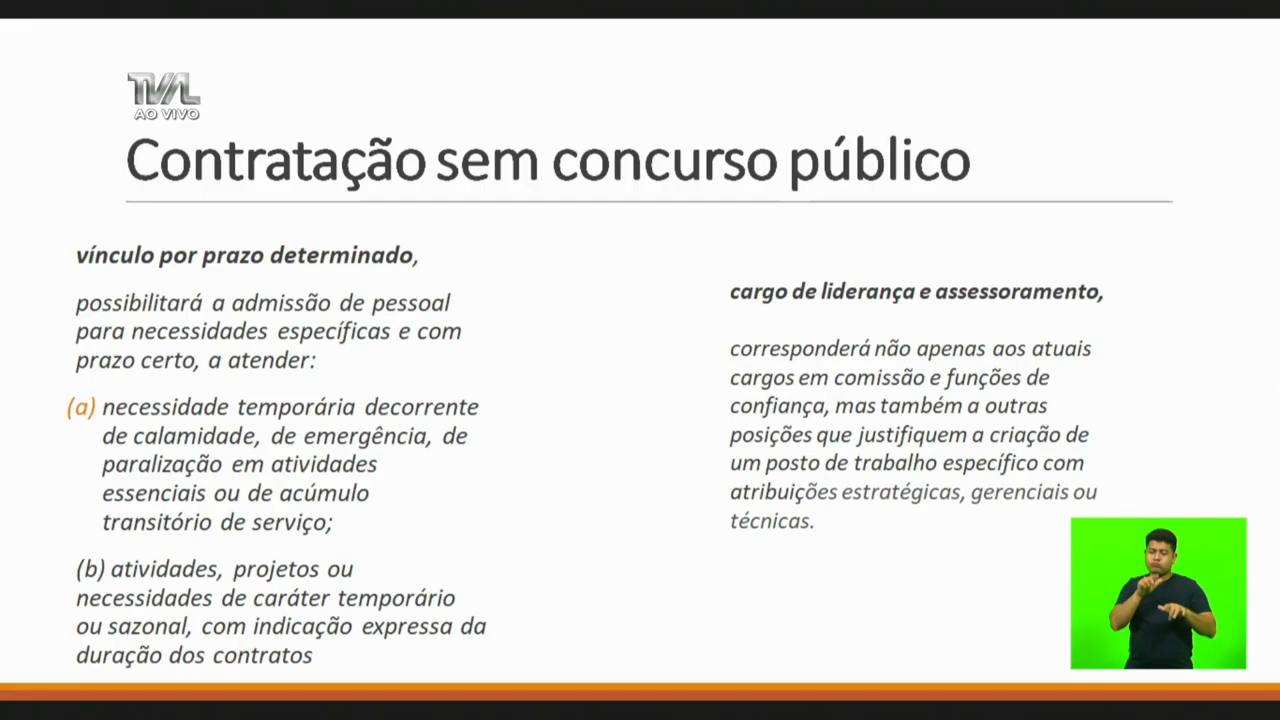 TVAL
AO VIVO
Contratação sem concurso público
vínculo por prazo determinado,
possibilitará a admissão de pessoal
para necessidades específicas e com
prazo certo, a atender:
(a) necessidade temporária decorrente
de calamidade, de emergência, de
paralização em atividades
essenciais ou de acúmulo
transitório de serviço;
(b) atividades, projetos ou
necessidades de caráter temporário
ou sazonal, com indicação expressa da
duração dos contratos
cargo de liderança e assessoramento,
corresponderá não apenas aos atuais
cargos em comissão e funções de
confiança, mas também a outras
posições que justifiquem a criação de
um posto de trabalho específico com
atribuições estratégicas, gerenciais ou
técnicas.